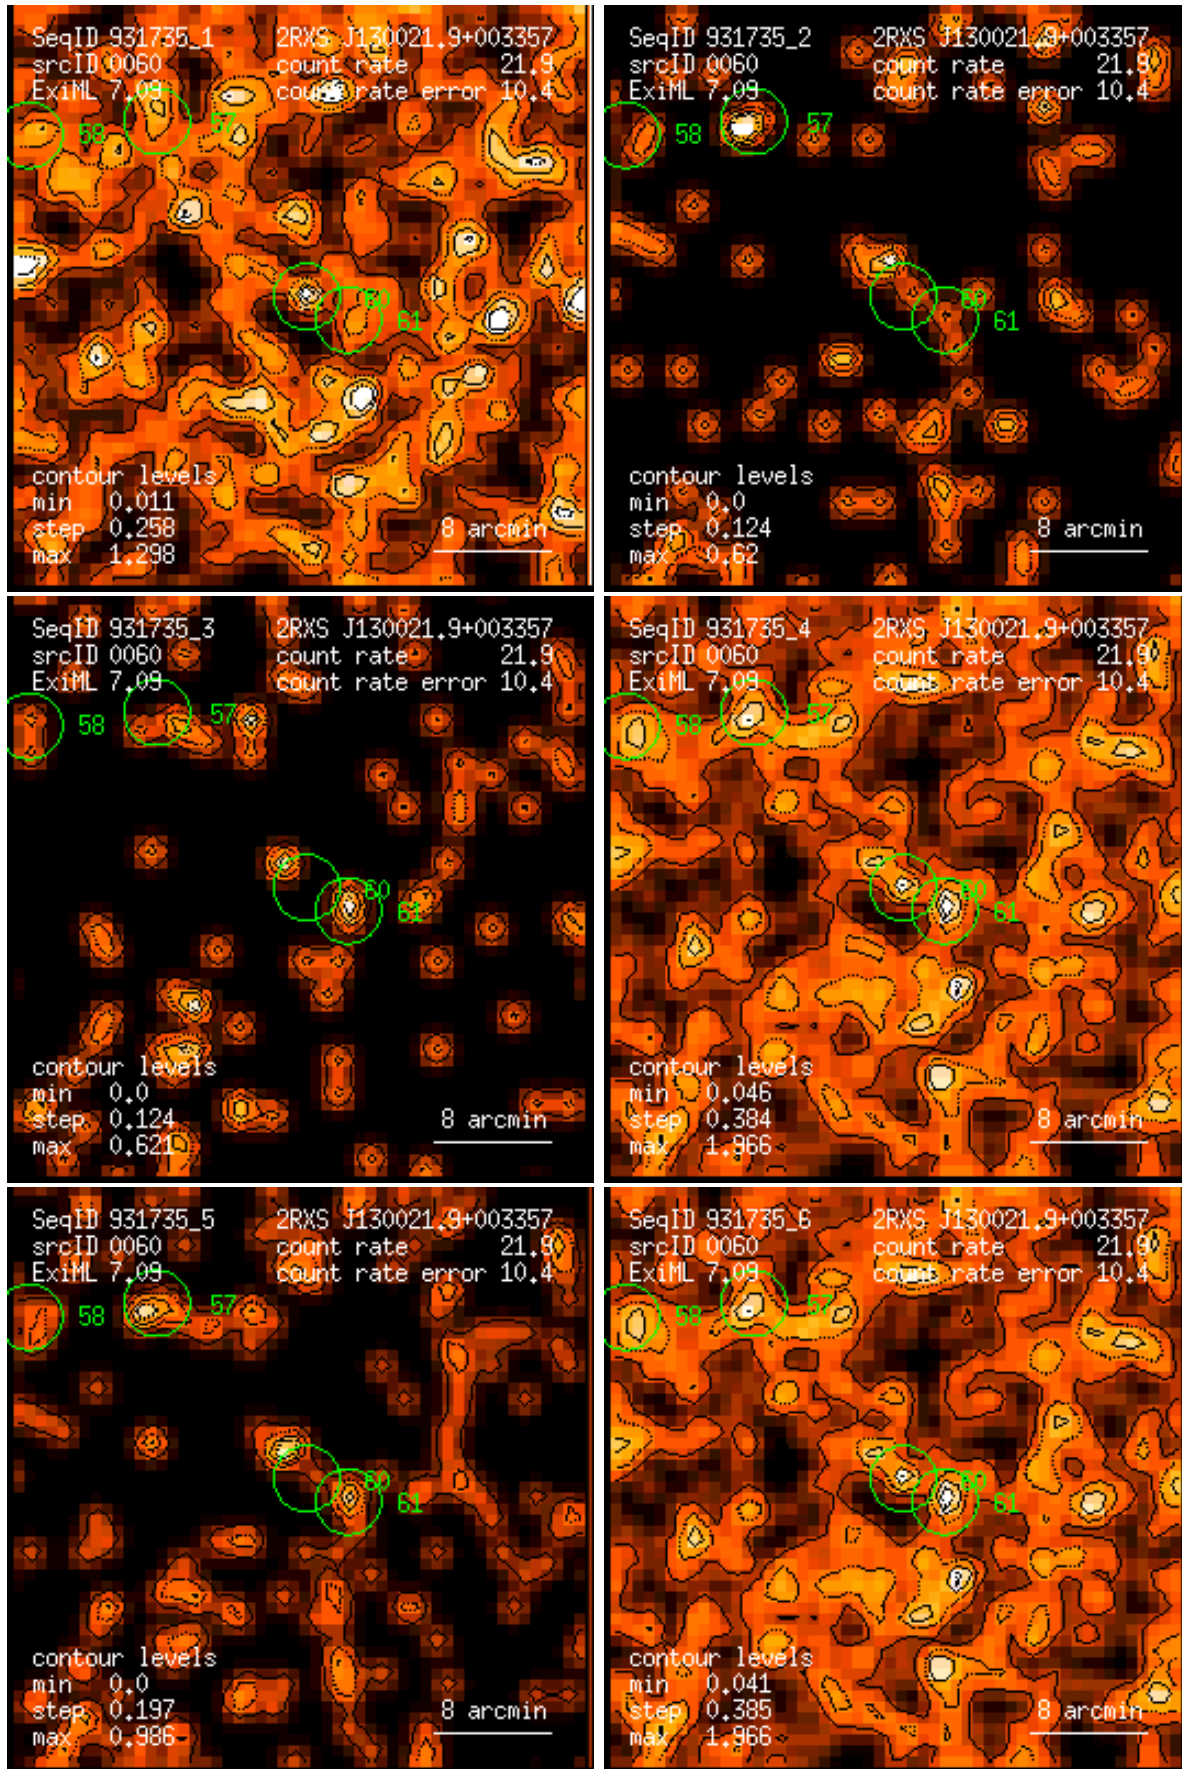 SeqID 931735_1 2RXS J130021.9+003357
srcID 0060 count rate 21.9
ExiML 7.09 count rate error 10.4
58 57
60
61
contour levels
min 0.011
step 0.258
max 1.298
8 arcmin
SeqID 931735_2 2RXS J130021.9+003357
srcID 0060 count rate 21.9
ExiML 7.09 count rate error 10.4
58 57
60
61
contour levels
min 0.0
step 0.124
max 0.62
8 arcmin
SeqID 931735_3 2RXS J130021.9+003357
srcID 0060 count rate 21.9
ExiML 7.09 count rate error 10.4
58 57
60
61
contour levels
min 0.0
step 0.124
max 0.621
8 arcmin
SeqID 931735_4 2RXS J130021.9+003357
srcID 0060 count rate 21.9
ExiML 7.09 count rate error 10.4
58 57
60
61
contour levels
min 0.046
step 0.384
max 1.966
8 arcmin
SeqID 931735_5 2RXS J130021.9+003357
srcID 0060 count rate 21.9
ExiML 7.09 count rate error 10.4
58 57
60
61
contour levels
min 0.0
step 0.197
max 0.986
8 arcmin
SeqID 931735_6 2RXS J130021.9+003357
srcID 0060 count rate 21.9
ExiML 7.09 count rate error 10.4
58 57
60
61
contour levels
min 0.041
step 0.385
max 1.966
8 arcmin